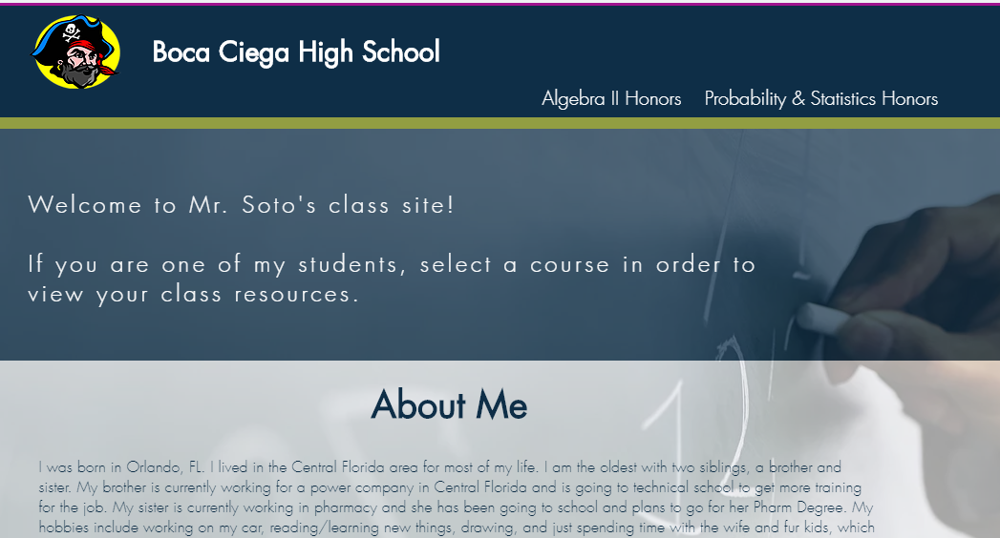 Boca Ciega High School
Algebra II Honors Probability & Statistics Honors
Welcome to Mr. Soto's class site!
If you are one of my students, select a course in order to
view your class resources.
About Me
I was born in Orlando, FL. I lived in the Central Florida area for most of my life. I am the oldest with two siblings, a brother and
sister. My brother is currently working for a power company in Central Florida and is going to technical school to get more training
for the job. My sister is currently working in pharmacy and she has been going to school and plans to go for her Pharm Degree. My
hobbies include working on my car, reading/learning new things, drawing, and just spending time with the wife and fur kids, which